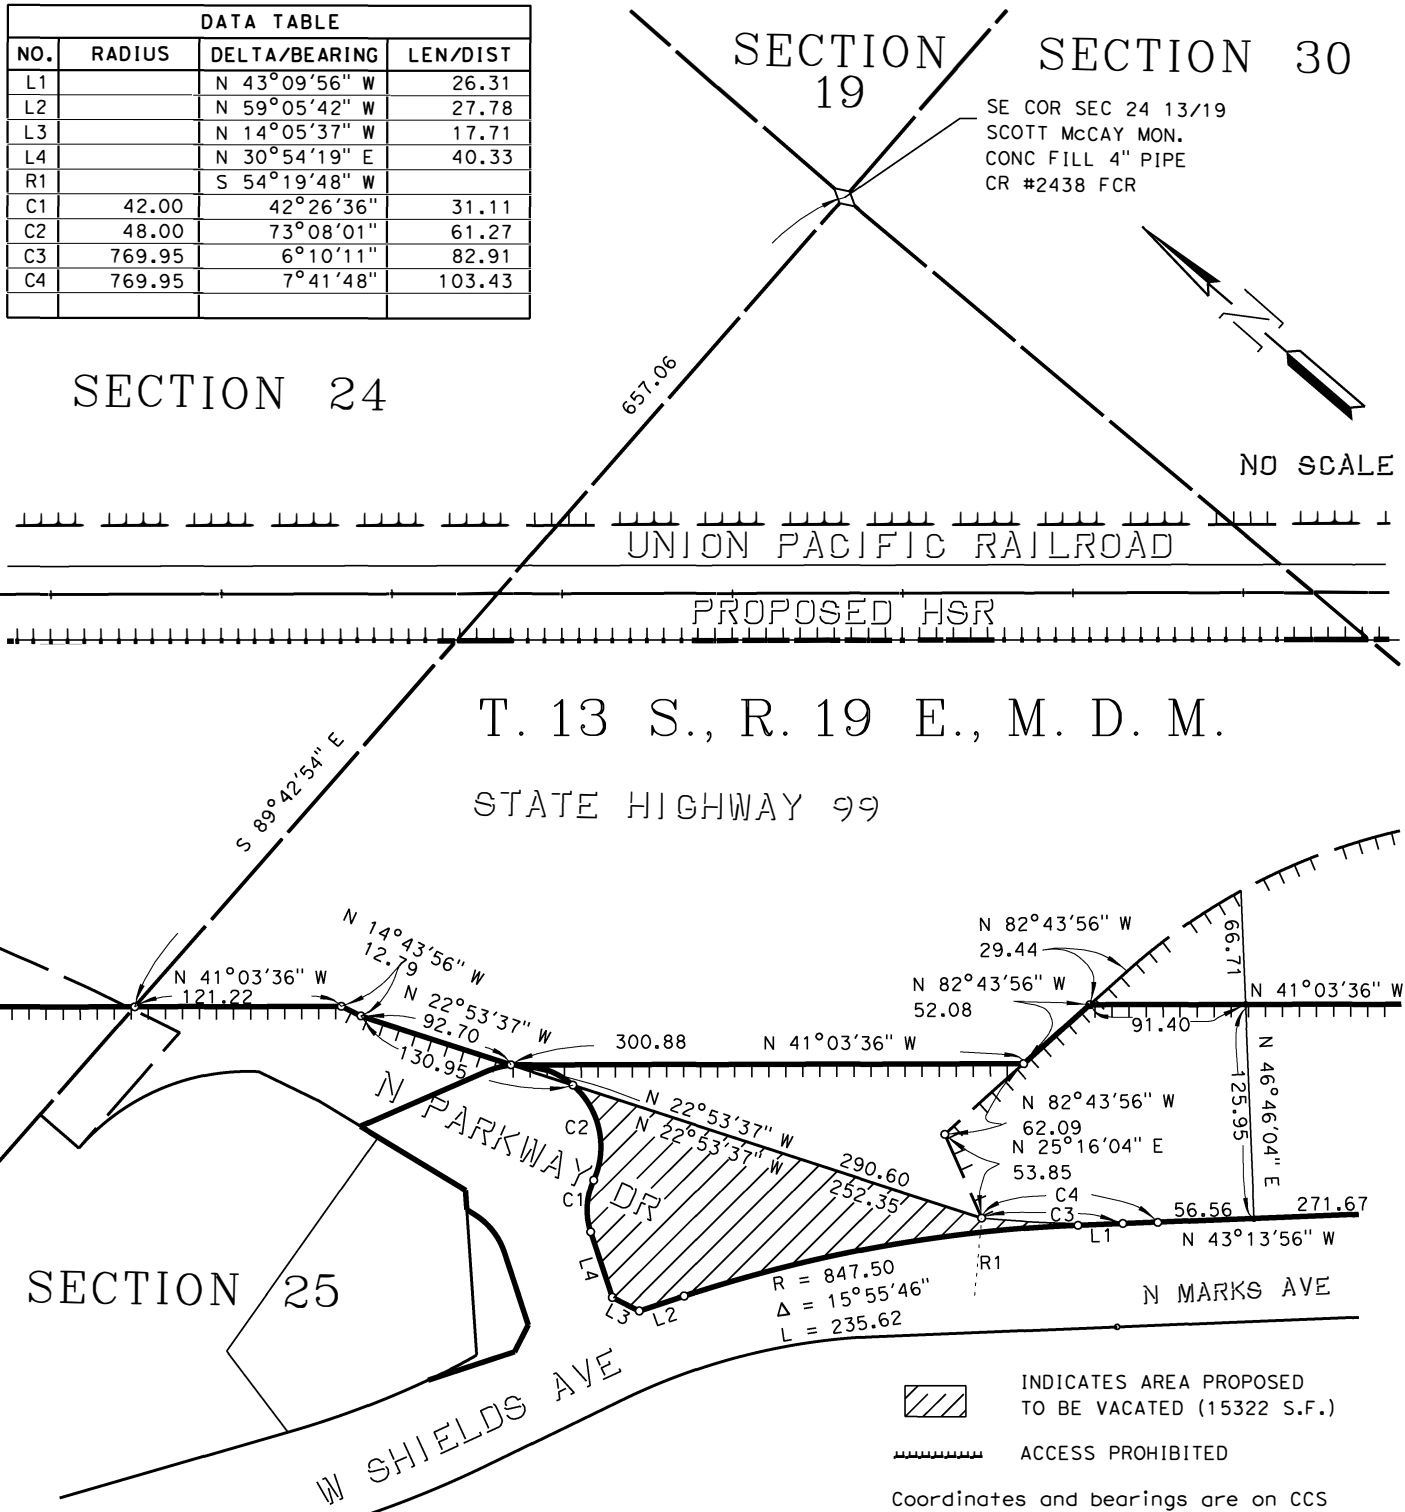 DATA TABLE
NO. RADIUS DELTA/BEARING LEN/DIST
L1 N 43°09'56" W 26.31
L2 N 59°05'42" W 27.78
L3 N 14°05'37" W 17.71
L4 N 30°54'19" E 40.33
R1 S 54°19'48" W
C1 42.00 42°26'36" 31.11
C2 48.00 73°08'01" 61.27
C3 769.95 6°10'11" 82.91
C4 769.95 7°41'48" 103.43
SECTION
19
SECTION 30
SE COR SEC 24 13/19
SCOTT McCAY MON.
CONC FILL 4" PIPE
CR #2438 FCR
N
NO SCALE
SECTION 24
657.06
UNION PACIFIC RAILROAD
PROPOSED HSR
T. 13 S., R. 19 E., M. D. M.
S 89°42'54" E
STATE HIGHWAY 99
N 41°03'36" W
121.22
N 14°43'56" W
12.79
N 22°53'37" W
92.70
130.95
300.88 N 41°03'36" W
N 82°43'56" W
29.44
N 82°43'56" W
52.08
66.71
N 41°03'36" W
91.40
N 46°46'04" E
125.95
N 82°43'56" W
62.09
N 25°16'04" E
53.85
N PARKWAY DR
C2
C1
L4
L3
L2
N 22°53'37" W
N 22°53'37" W
290.60
252.35
C4
C3
L1
56.56
271.67
N 43°13'56" W
R1
R = 847.50
Δ = 15°55'46"
L = 235.62
N MARKS AVE
SECTION 25
W SHIELDS AVE
INDICATES AREA PROPOSED
TO BE VACATED (15322 S.F.)
ACCESS PROHIBITED
Coordinates and bearings are on CCS